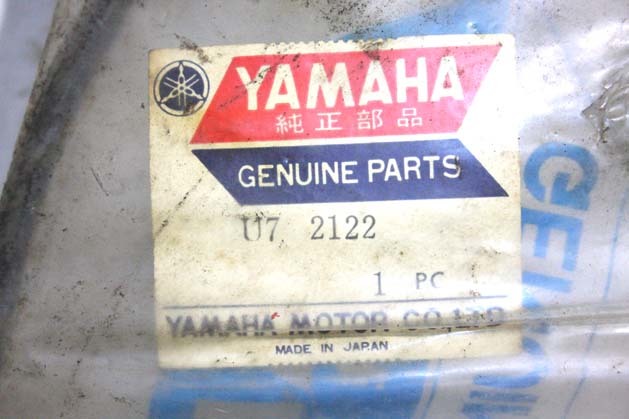 YAMAHA
純正部品
GENUINE PARTS
U7 2122
1 PC
YAMAHA MOTOR CO.,LTD
MADE IN JAPAN